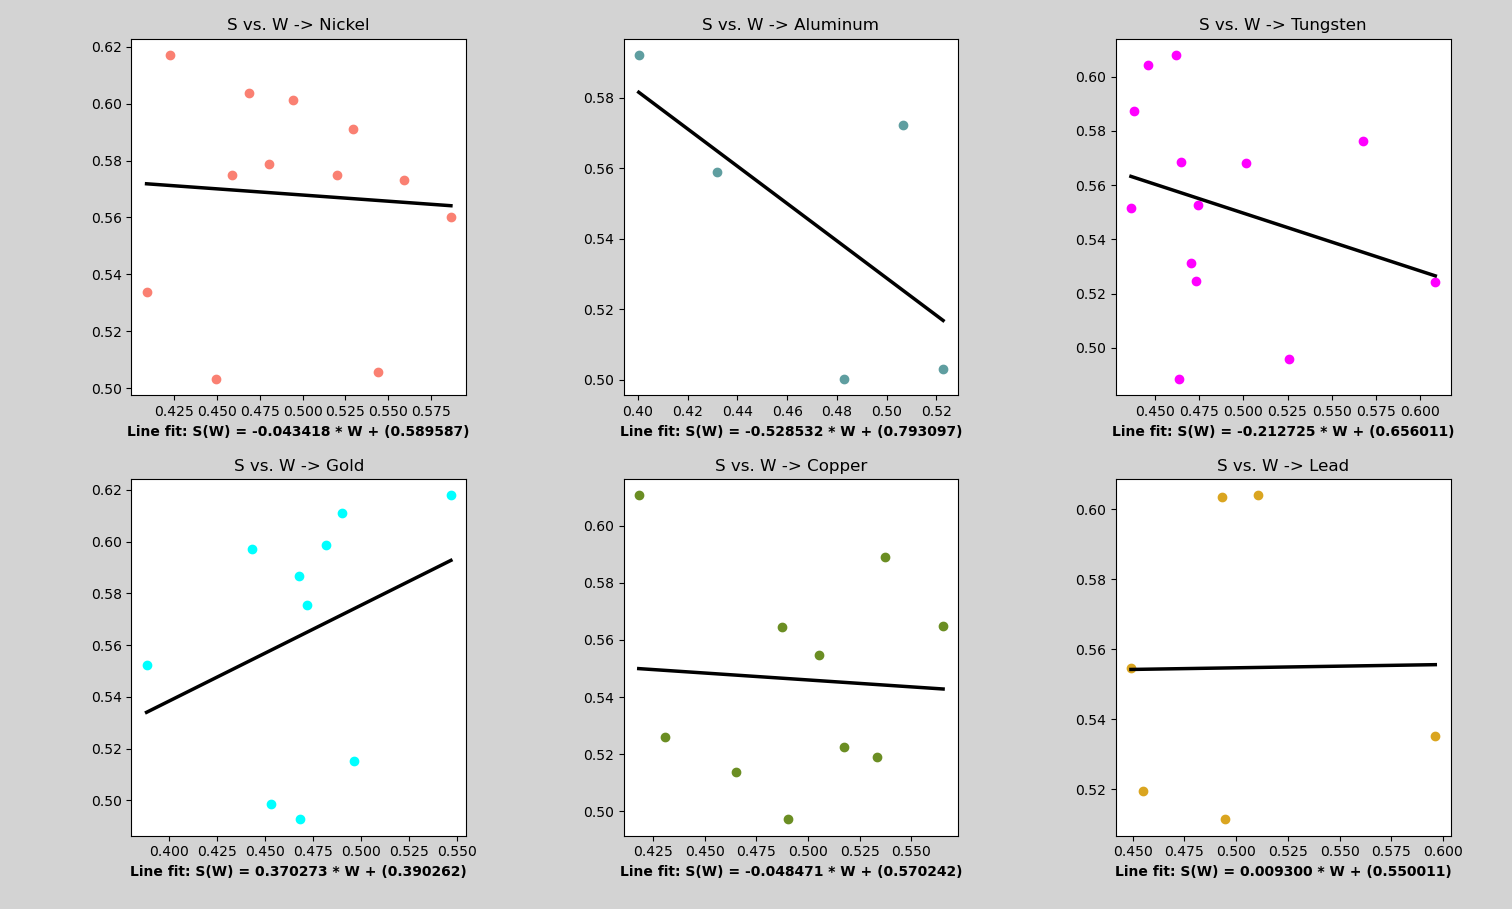 S vs. W -> Nickel
0.62
0.60
0.58
0.56
0.54
0.52
0.50
0.425 0.450 0.475 0.500 0.525 0.550 0.575
Line fit: S(W) = -0.043418 * W + (0.589587)
S vs. W -> Aluminum
0.58
0.56
0.54
0.52
0.50
0.40 0.42 0.44 0.46 0.48 0.50 0.52
Line fit: S(W) = -0.528532 * W + (0.793097)
S vs. W -> Tungsten
0.60
0.58
0.56
0.54
0.52
0.50
0.450 0.475 0.500 0.525 0.550 0.575 0.600
Line fit: S(W) = -0.212725 * W + (0.656011)
S vs. W -> Gold
0.62
0.60
0.58
0.56
0.54
0.52
0.50
0.400 0.425 0.450 0.475 0.500 0.525 0.550
Line fit: S(W) = 0.370273 * W + (0.390262)
S vs. W -> Copper
0.60
0.58
0.56
0.54
0.52
0.50
0.425 0.450 0.475 0.500 0.525 0.550
Line fit: S(W) = -0.048471 * W + (0.570242)
S vs. W -> Lead
0.60
0.58
0.56
0.54
0.52
0.450 0.475 0.500 0.525 0.550 0.575 0.600
Line fit: S(W) = 0.009300 * W + (0.550011)